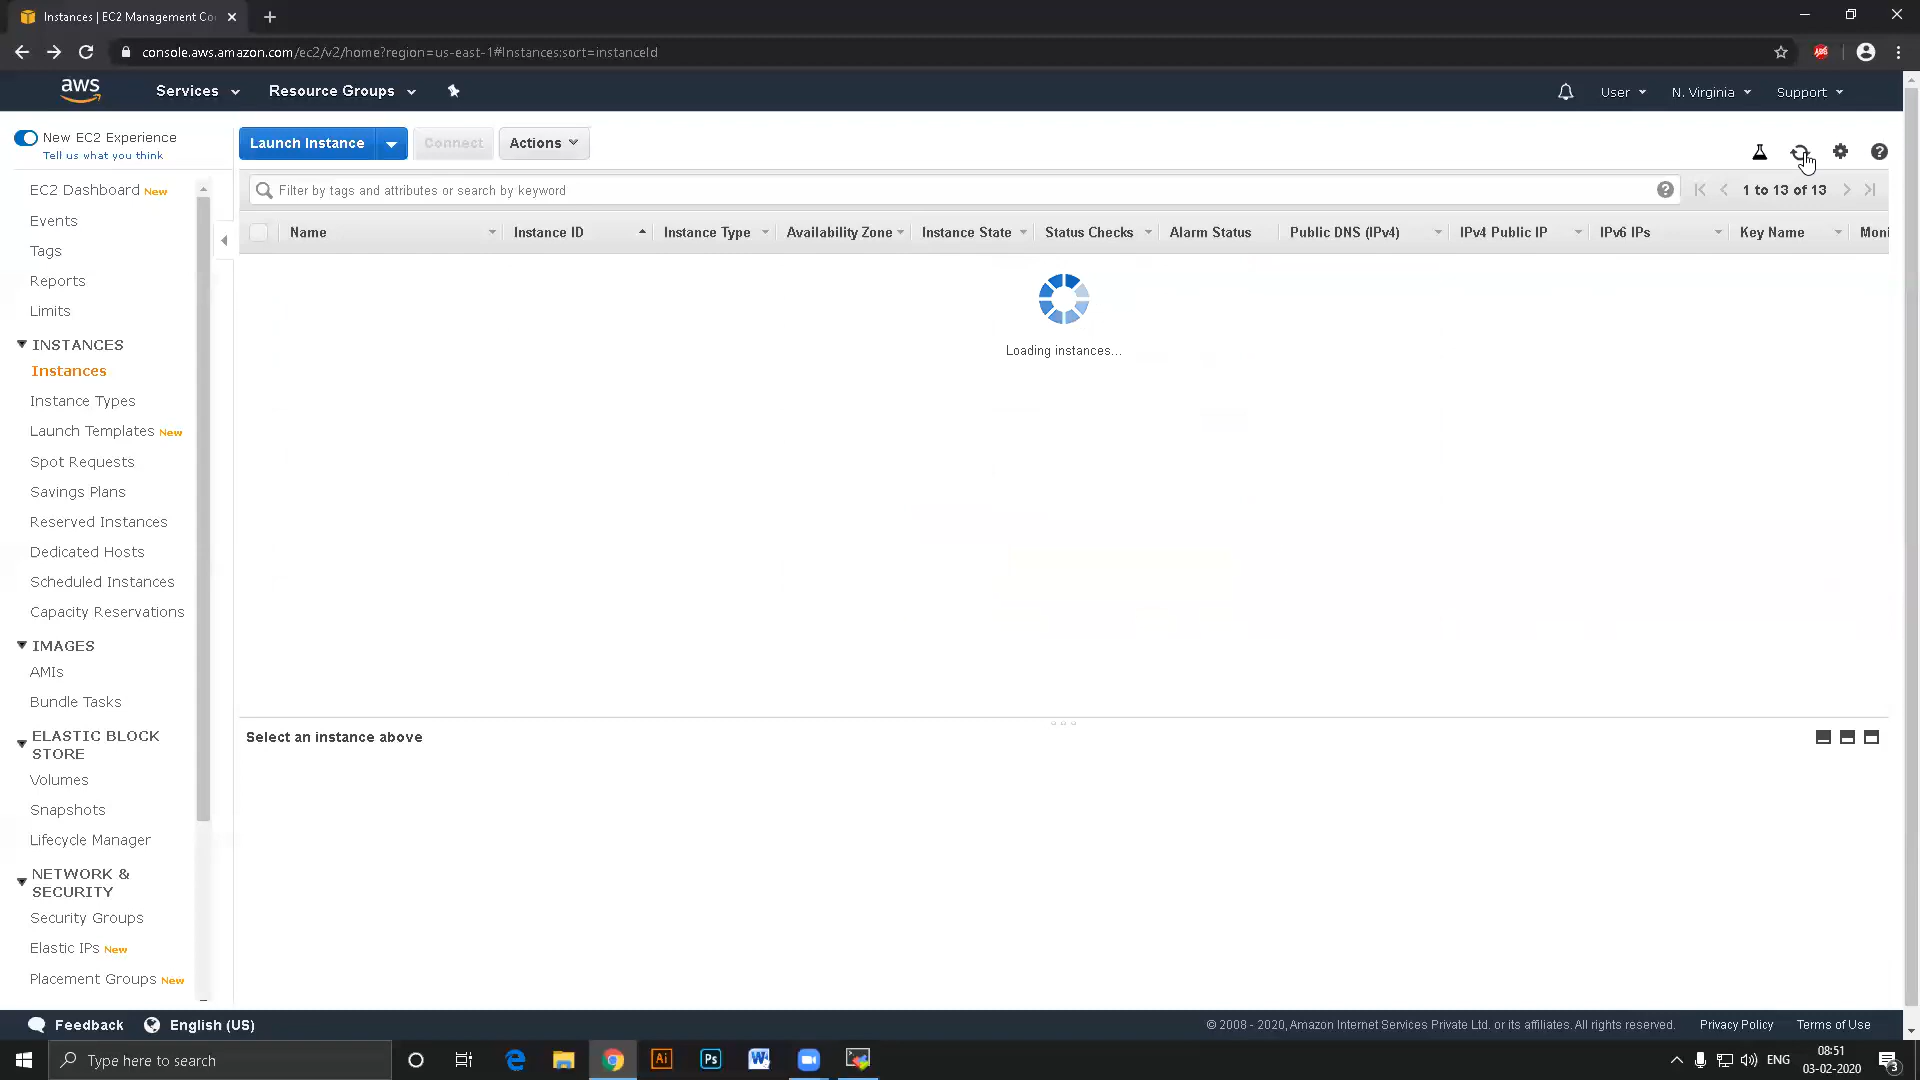 Instances | EC2 Management Co
console.aws.amazon.com/ec2/v2/home?region=us-east-1#Instances:sort=instanceId
ABP
aws
Services
Resource Groups
User
N. Virginia
Support
New EC2 Experience
Tell us what you think
Launch Instance
Connect
Actions
EC2 Dashboard New
Events
Tags
Reports
Limits
INSTANCES
Instances
Instance Types
Launch Templates New
Spot Requests
Savings Plans
Reserved Instances
Dedicated Hosts
Scheduled Instances
Capacity Reservations
IMAGES
AMIs
Bundle Tasks
ELASTIC BLOCK
STORE
Volumes
Snapshots
Lifecycle Manager
NETWORK &
SECURITY
Security Groups
Elastic IPs New
Placement Groups New
Filter by tags and attributes or search by keyword
1 to 13 of 13
Name Instance ID Instance Type Availability Zone Instance State Status Checks Alarm Status Public DNS (IPv4) IPv4 Public IP IPv6 IPs Key Name Moni
Loading instances...
Select an instance above
Feedback
English (US)
© 2008 - 2020, Amazon Internet Services Private Ltd. or its affiliates. All rights reserved.
Privacy Policy
Terms of Use
Type here to search
Ai
Ps
W
ENG
08:51
03-02-2020
3